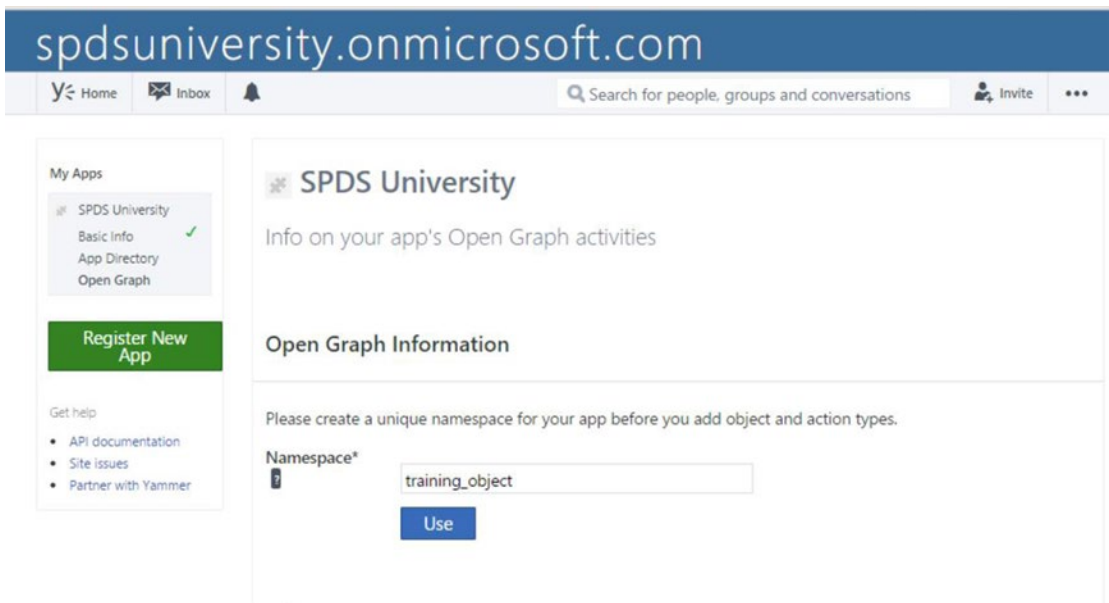 spdsuniversity.onmicrosoft.com
Home Inbox Search for people, groups and conversations Invite •••
My Apps
SPDS University
Basic Info ✓
App Directory
Open Graph
Register New
App
Get help
• API documentation
• Site issues
• Partner with Yammer
SPDS University
Info on your app's Open Graph activities
Open Graph Information
Please create a unique namespace for your app before you add object and action types.
Namespace*
?
training_object
Use